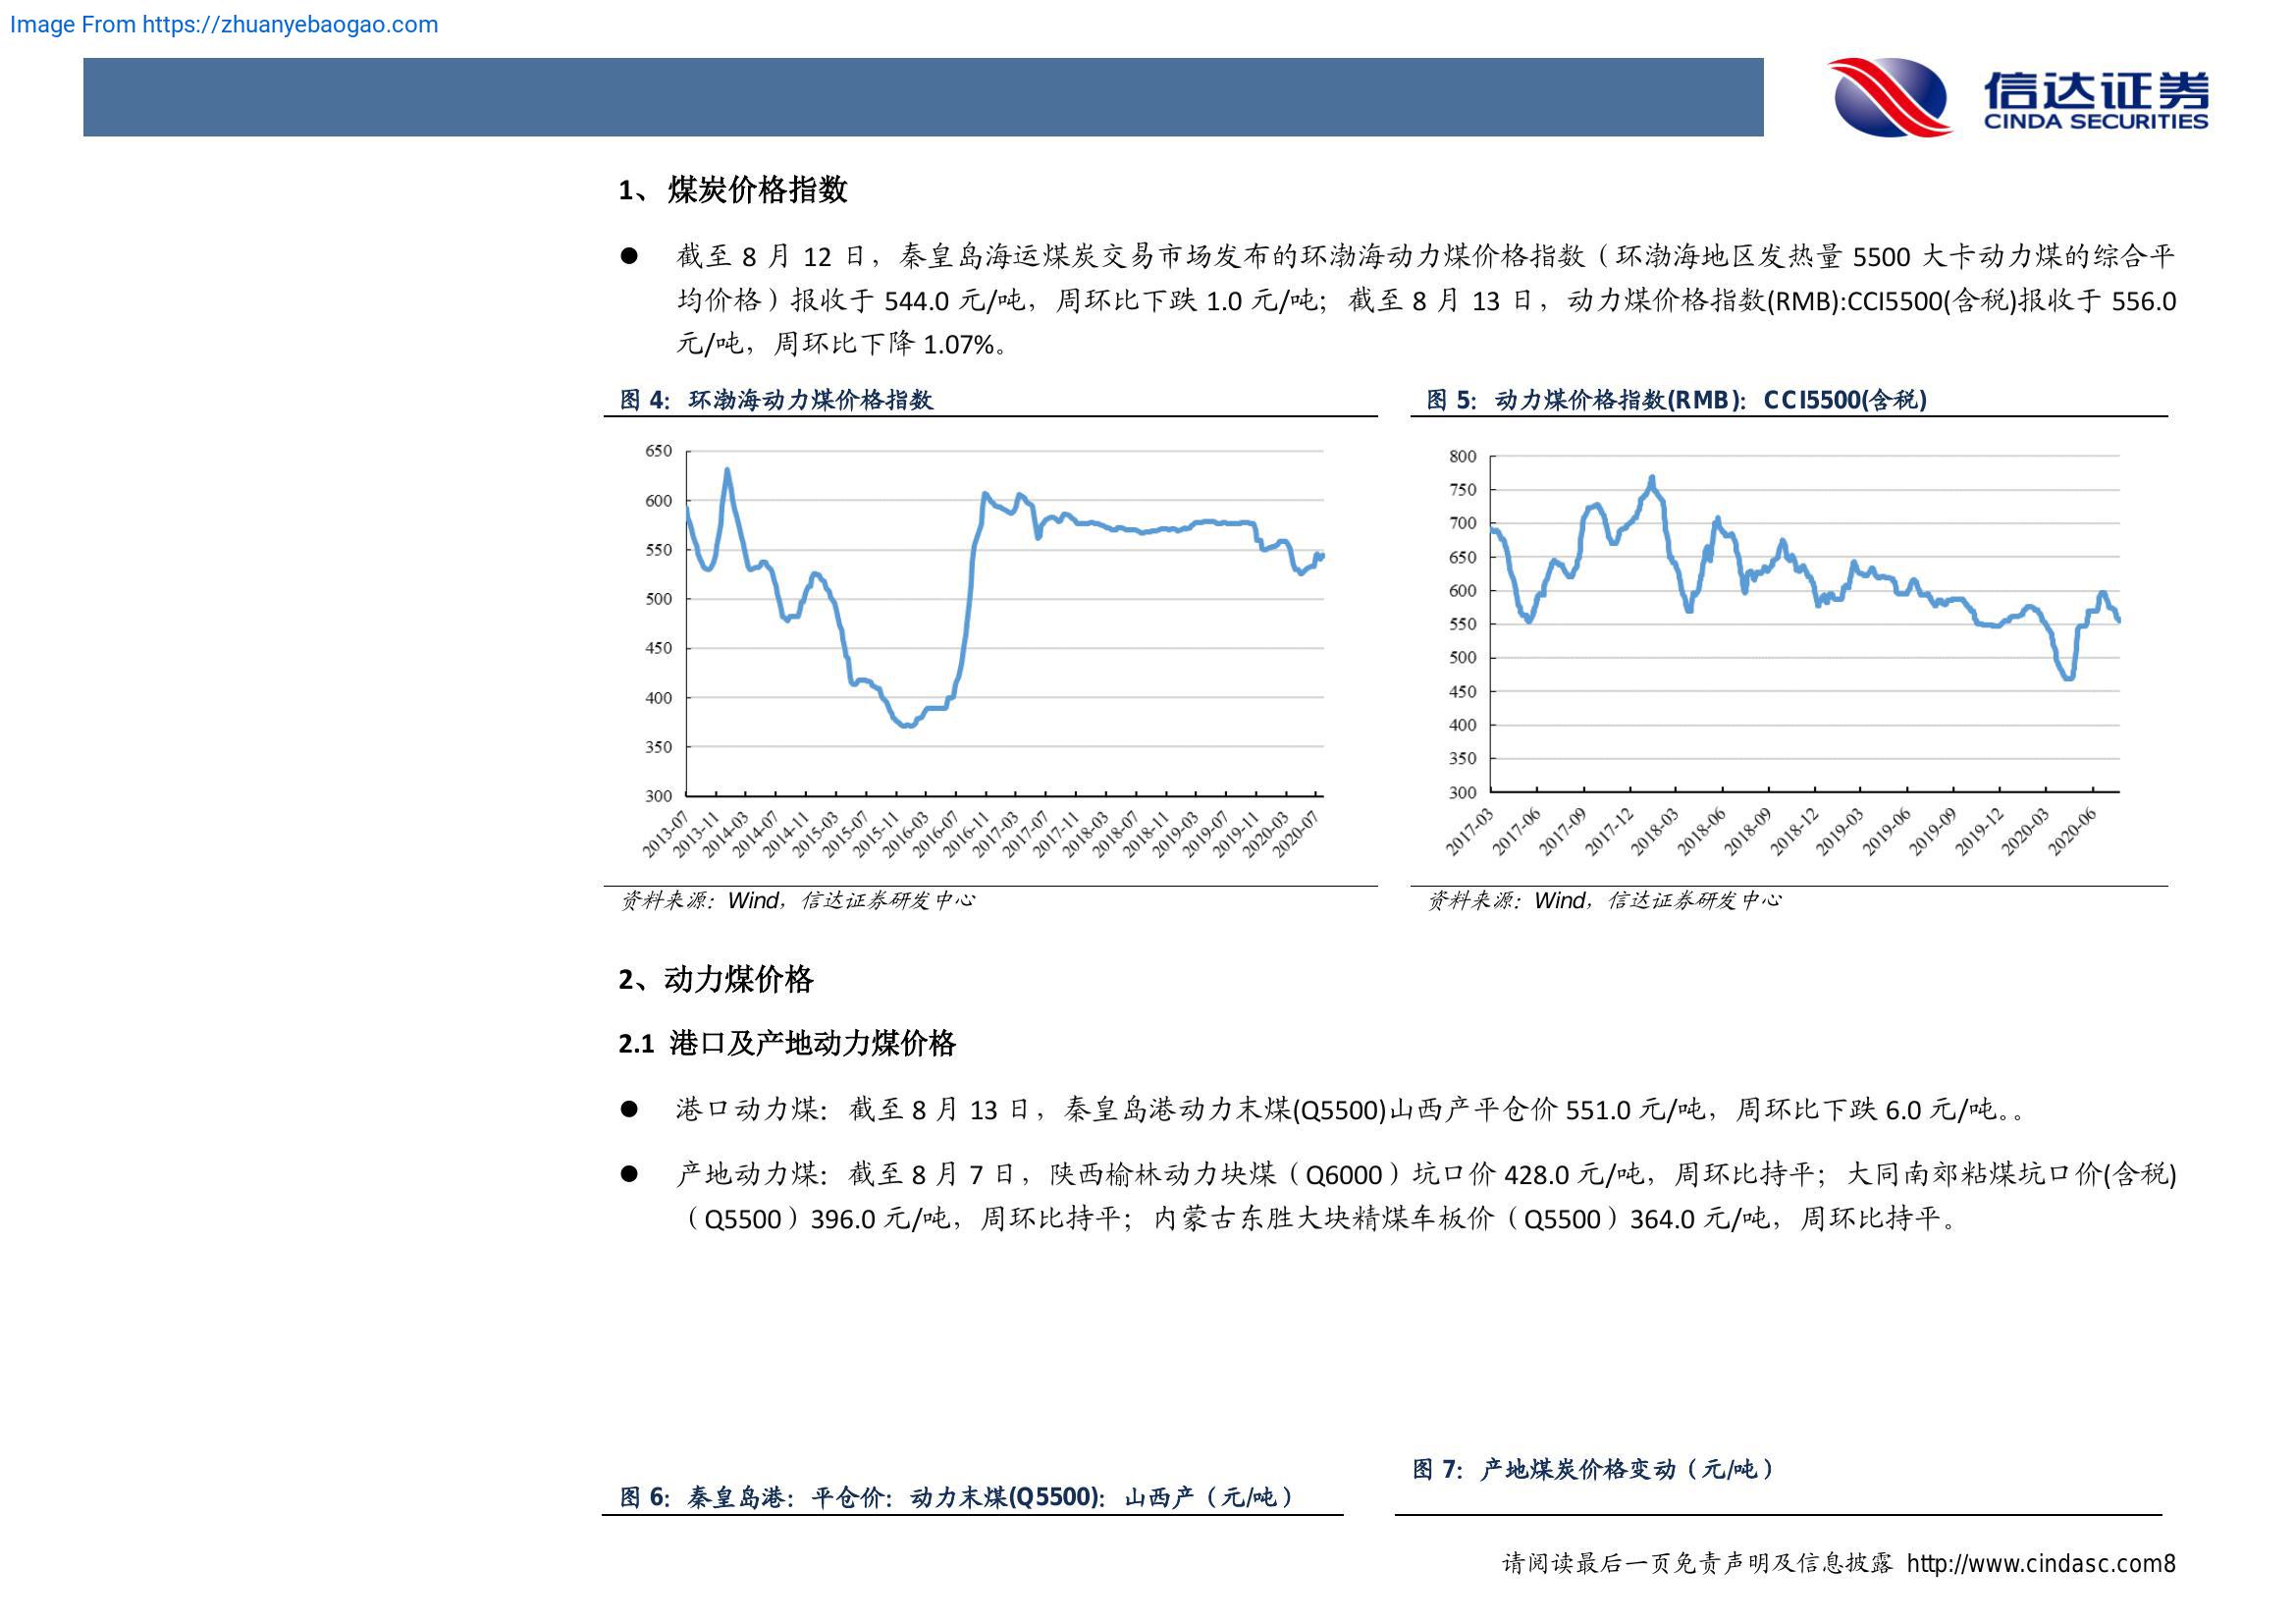 Image From https://zhuanyebaogao.com
信达证券
CINDA SECURITIES
1、 煤炭价格指数
● 截至 8 月 12 日，秦皇岛海运煤炭交易市场发布的环渤海动力煤价格指数（环渤海地区发热量 5500 大卡动力煤的综合平
均价格）报收于 544.0 元/吨，周环比下跌 1.0 元/吨；截至 8 月 13 日，动力煤价格指数(RMB):CCI5500(含税)报收于 556.0
元/吨，周环比下降 1.07%。
图 4：环渤海动力煤价格指数
650
600
550
500
450
400
350
300
2013-07
2013-11
2014-03
2014-07
2014-11
2015-03
2015-07
2015-11
2016-03
2016-07
2016-11
2017-03
2017-07
2017-11
2018-03
2018-07
2018-11
2019-03
2019-07
2019-11
2020-03
2020-07
资料来源：Wind，信达证券研发中心
图 5：动力煤价格指数(RMB)：CCI5500(含税)
800
750
700
650
600
550
500
450
400
350
300
2017-03
2017-06
2017-09
2017-12
2018-03
2018-06
2018-09
2018-12
2019-03
2019-06
2019-09
2019-12
2020-03
2020-06
资料来源：Wind，信达证券研发中心
2、动力煤价格
2.1 港口及产地动力煤价格
● 港口动力煤：截至 8 月 13 日，秦皇岛港动力末煤(Q5500)山西产平仓价 551.0 元/吨，周环比下跌 6.0 元/吨。。
● 产地动力煤：截至 8 月 7 日，陕西榆林动力块煤（Q6000）坑口价 428.0 元/吨，周环比持平；大同南郊粘煤坑口价(含税)
（Q5500）396.0 元/吨，周环比持平；内蒙古东胜大块精煤车板价（Q5500）364.0 元/吨，周环比持平。
图 6：秦皇岛港：平仓价：动力末煤(Q5500)：山西产（元/吨）
图 7：产地煤炭价格变动（元/吨）
请阅读最后一页免责声明及信息披露 http://www.cindasc.com8